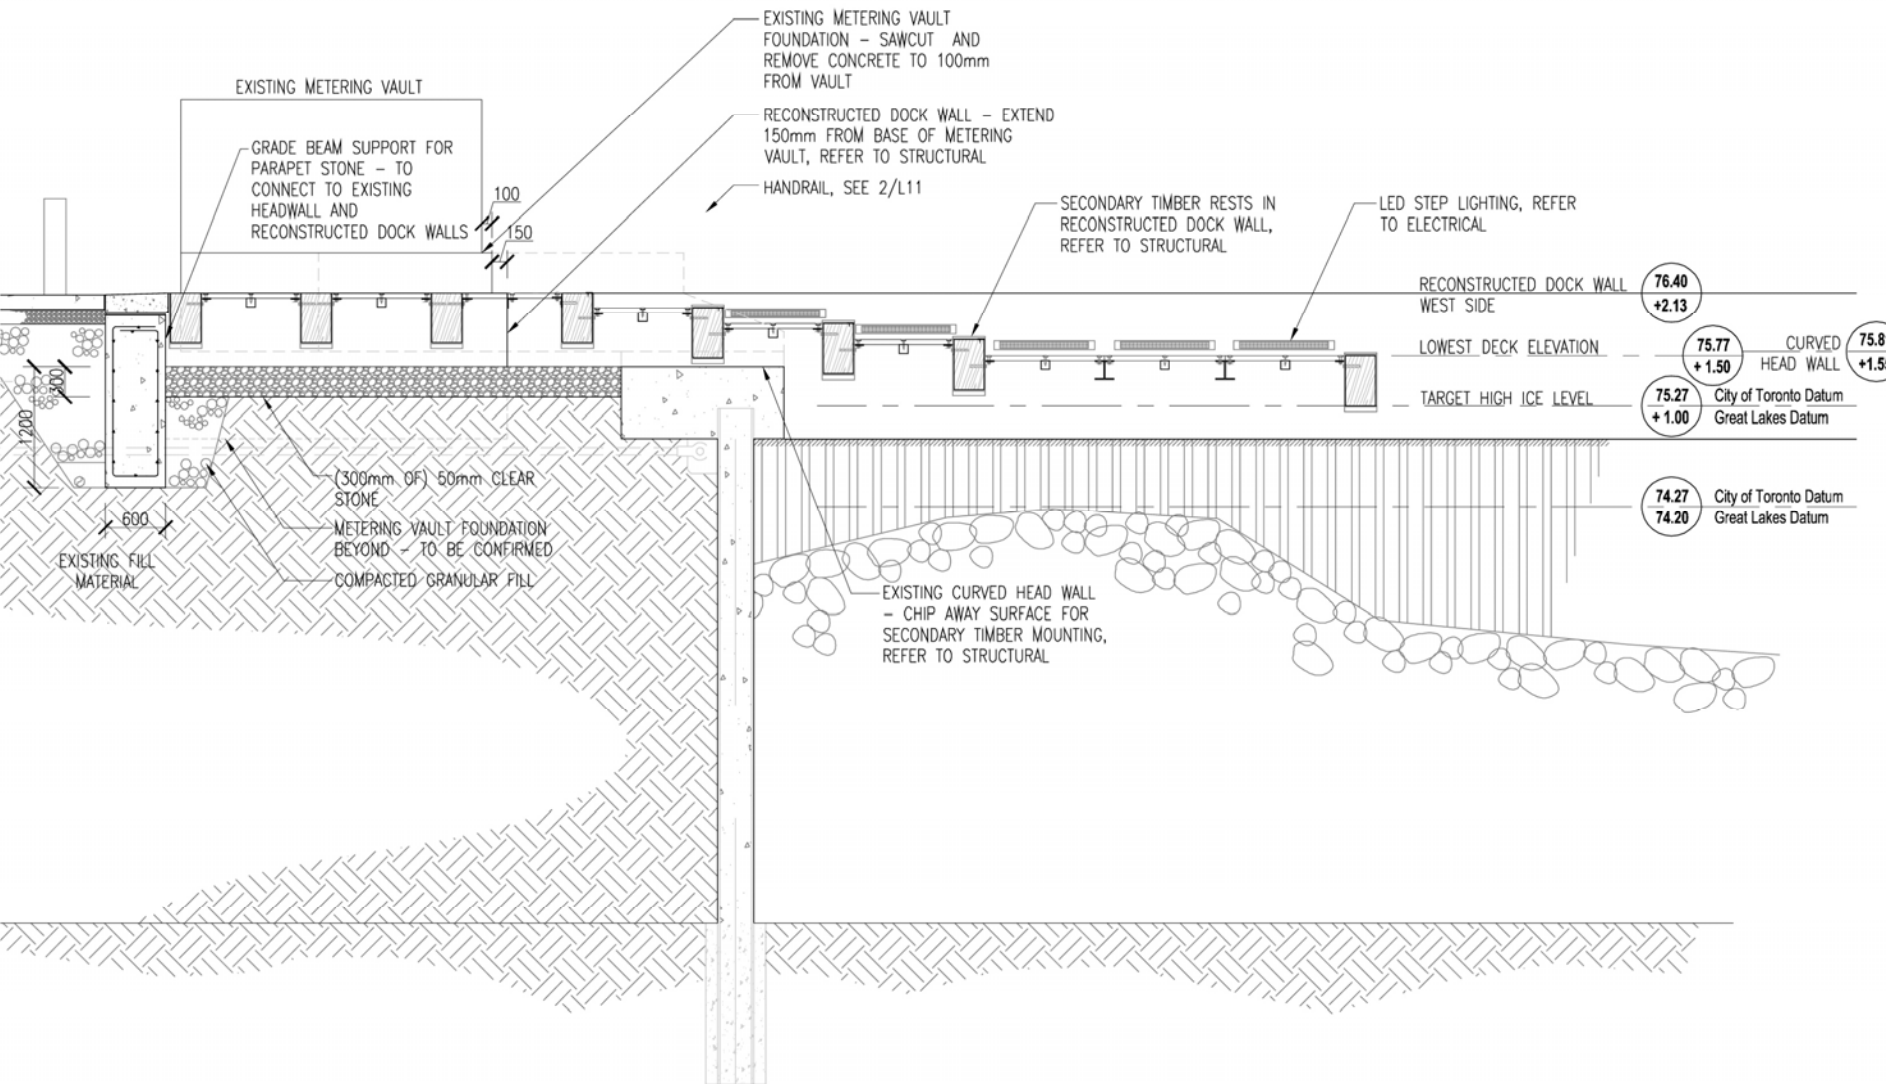 EXISTING METERING VAULT
FOUNDATION – SAWCUT AND
REMOVE CONCRETE TO 100mm
FROM VAULT
EXISTING METERING VAULT
RECONSTRUCTED DOCK WALL – EXTEND
150mm FROM BASE OF METERING
VAULT, REFER TO STRUCTURAL
GRADE BEAM SUPPORT FOR
PARAPET STONE – TO
CONNECT TO EXISTING
HEADWALL AND
RECONSTRUCTED DOCK WALLS
HANDRAIL, SEE 2/L11
100
150
SECONDARY TIMBER RESTS IN
RECONSTRUCTED DOCK WALL,
REFER TO STRUCTURAL
LED STEP LIGHTING, REFER
TO ELECTRICAL
RECONSTRUCTED DOCK WALL
WEST SIDE
76.40
+2.13
LOWEST DECK ELEVATION
75.77
+ 1.50
CURVED
HEAD WALL
TARGET HIGH ICE LEVEL
75.27
+ 1.00
City of Toronto Datum
Great Lakes Datum
300
1200
(300mm OF) 50mm CLEAR
STONE
METERING VAULT FOUNDATION
BEYOND – TO BE CONFIRMED
COMPACTED GRANULAR FILL
600
EXISTING FILL
MATERIAL
74.27
74.20
City of Toronto Datum
Great Lakes Datum
EXISTING CURVED HEAD WALL
– CHIP AWAY SURFACE FOR
SECONDARY TIMBER MOUNTING,
REFER TO STRUCTURAL